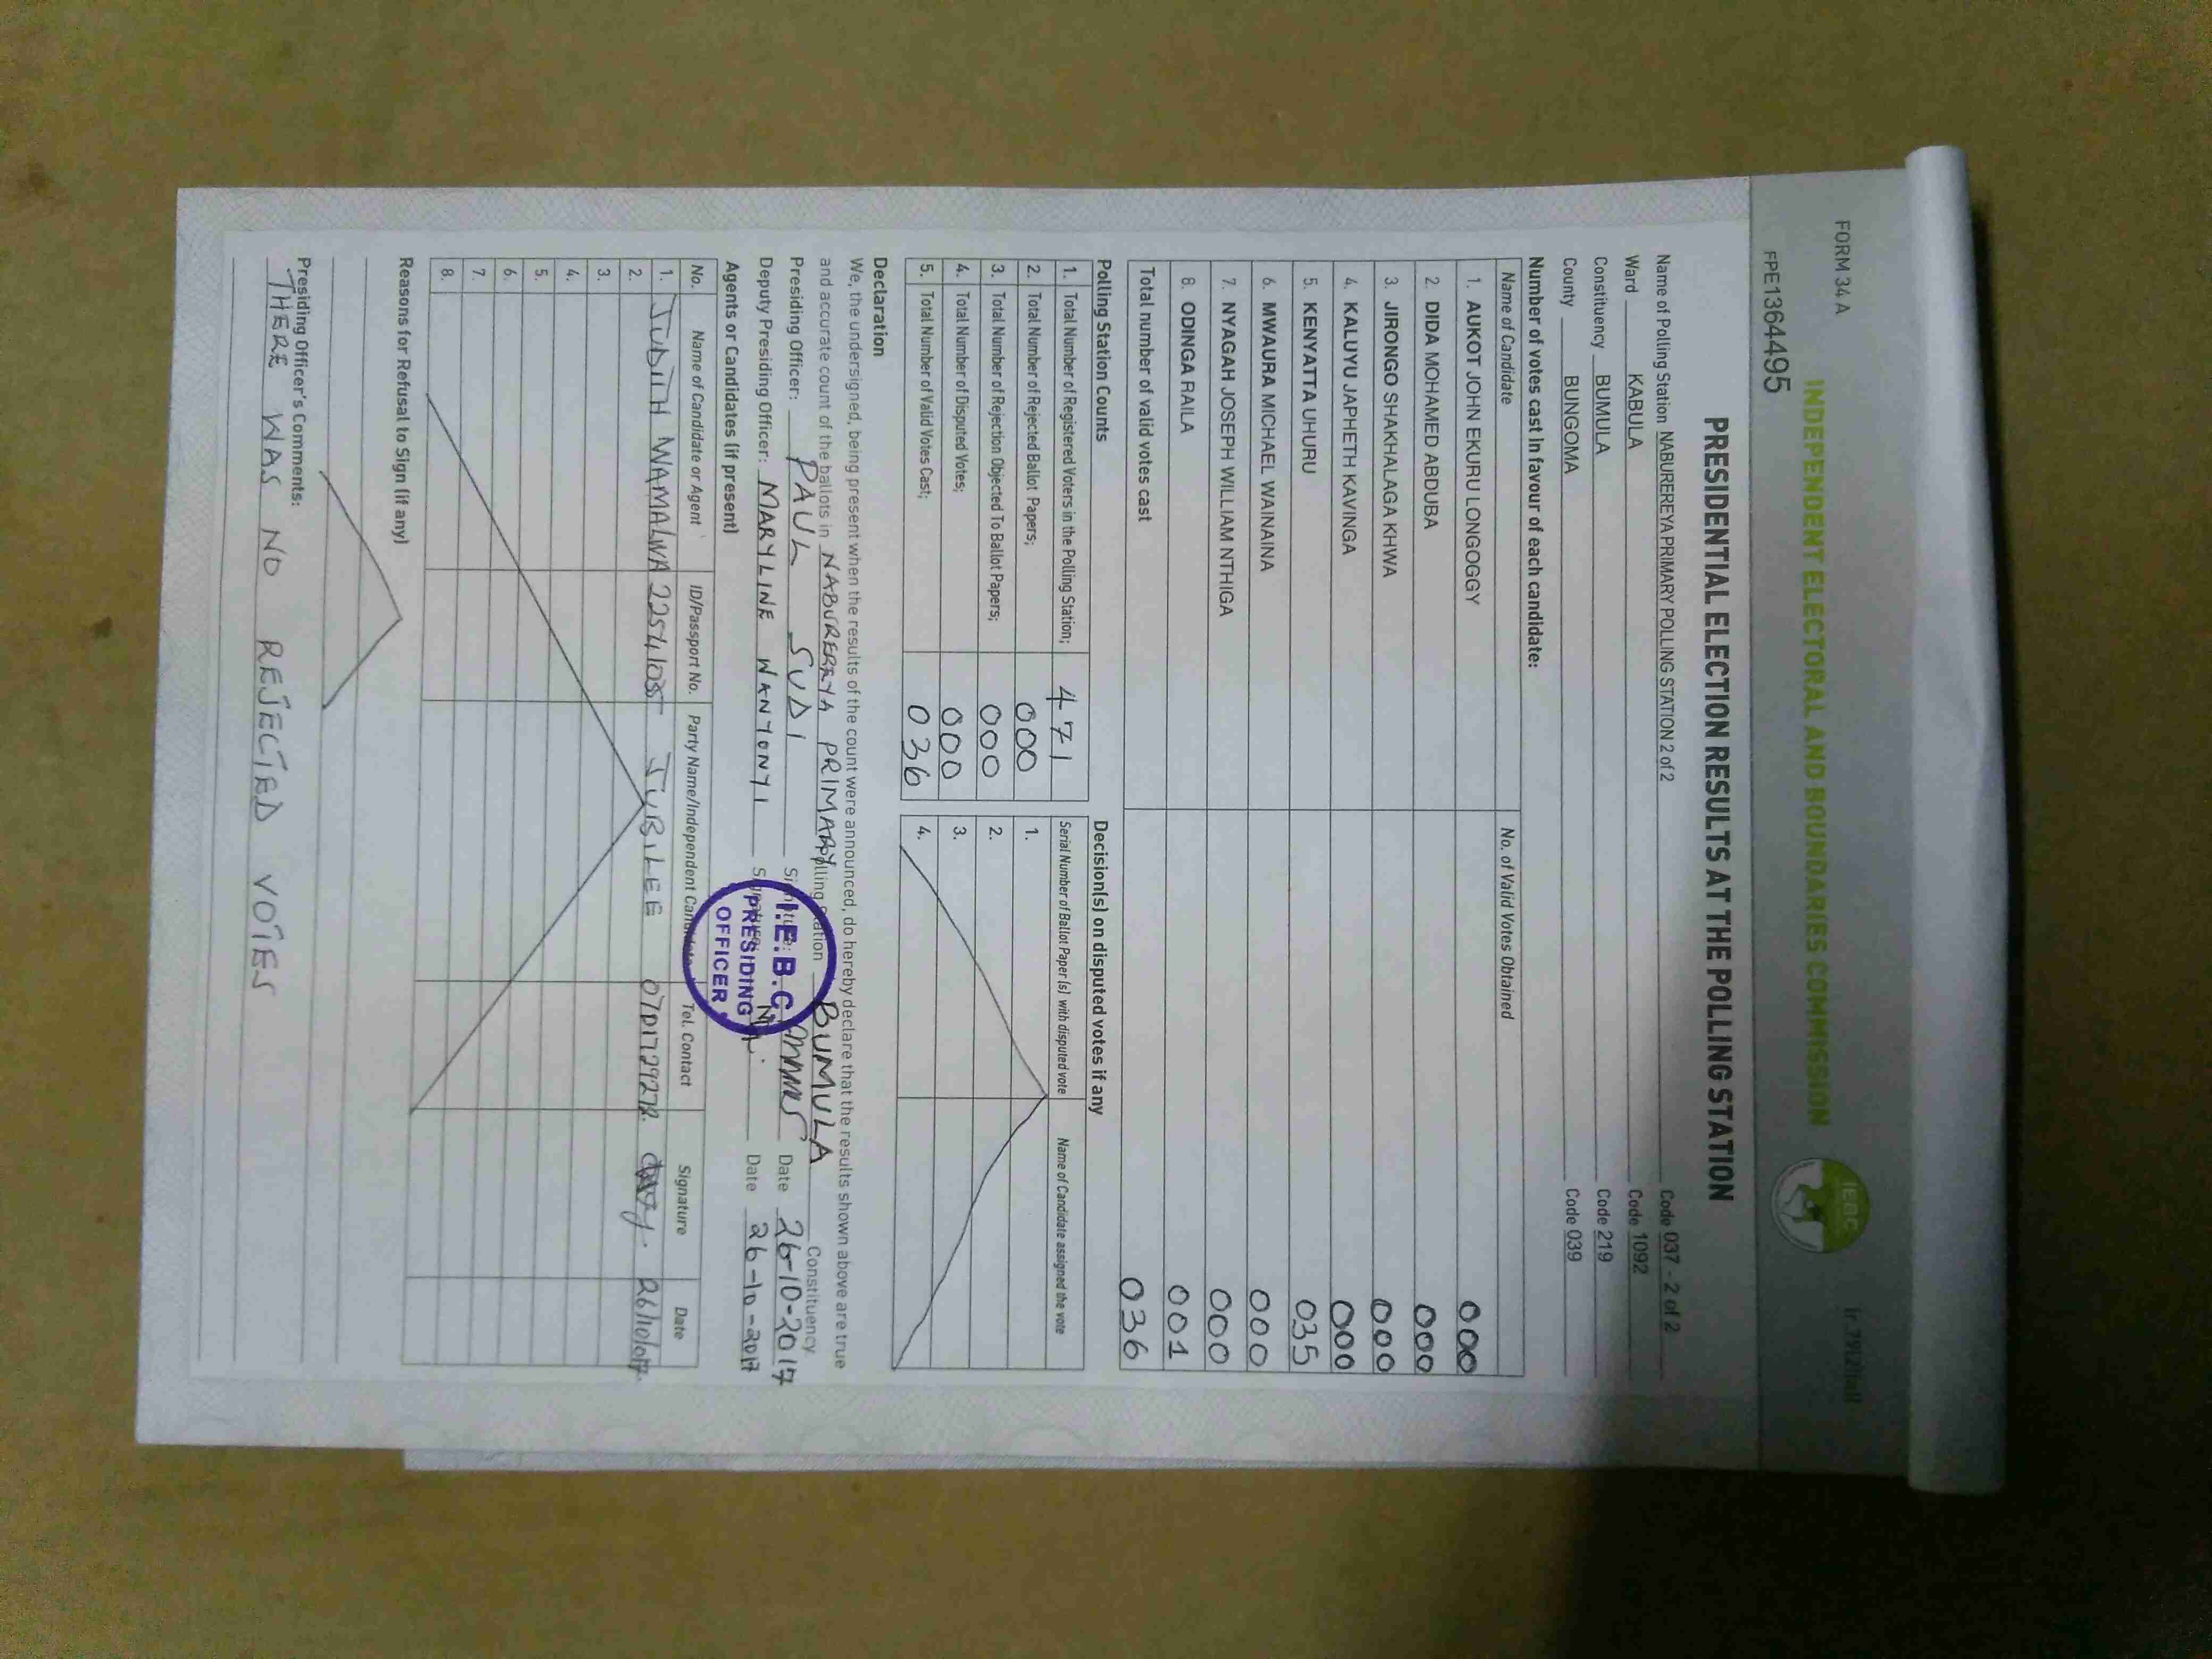 FORM 34 A
INDEPENDENT ELECTORAL AND BOUNDARIES COMMISSION
IEBC
FPE1364495
PRESIDENTIAL ELECTION RESULTS AT THE POLLING STATION
Name of Polling Station NABUREREYA PRIMARY POLLING STATION 2 of 2 Code 037 - 2 of 2
Ward KABULA Code 1092
Constituency BUMULA Code 219
County BUNGOMA Code 039
Number of votes cast in favour of each candidate:
Name of Candidate No. of Valid Votes Obtained
1. AUKOT JOHN EKURU LONGOGGY 000
2. DIDA MOHAMED ABDUBA 000
3. JIRONGO SHAKHALAGA KHWA 000
4. KALUYU JAPHETH KAVINGA 000
5. KENYATTA UHURU 035
6. MWAURA MICHAEL WAINAINA 000
7. NYAGAH JOSEPH WILLIAM NTHIGA 000
8. ODINGA RAILA 001
Total number of valid votes cast 036
Polling Station Counts
1. Total Number of Registered Voters in the Polling Station; 471
2. Total Number of Rejected Ballot Papers; 000
3. Total Number of Rejection Objected To Ballot Papers; 000
4. Total Number of Disputed Votes; 000
5. Total Number of Valid Votes Cast; 036
Decision(s) on disputed votes if any
Serial Number of Ballot Paper (s) with disputed vote Name of Candidate assigned the vote
1.
2.
3.
4.
Declaration
We, the undersigned, being present when the results of the count were announced, do hereby declare that the results shown above are true
and accurate count of the ballots in NABUREREYA PRIMARY polling station BUMULA Constituency.
Presiding Officer: PAUL SUDI Signature: Date 26-10-2017
Deputy Presiding Officer: MARYLINE WANYONYI Signature: Date 26-10-2017
I.E.B.C
PRESIDING
OFFICER
Agents or Candidates (if present)
No. Name of Candidate or Agent ID/Passport No. Party Name/Independent Candidate Tel. Contact Signature Date
1. JUDITH WAMALWA JUBILEE
2.
3.
4.
5.
6.
7.
8.
Reasons for Refusal to Sign (if any)
Presiding Officer's Comments:
THERE WAS NO REJECTED VOTES